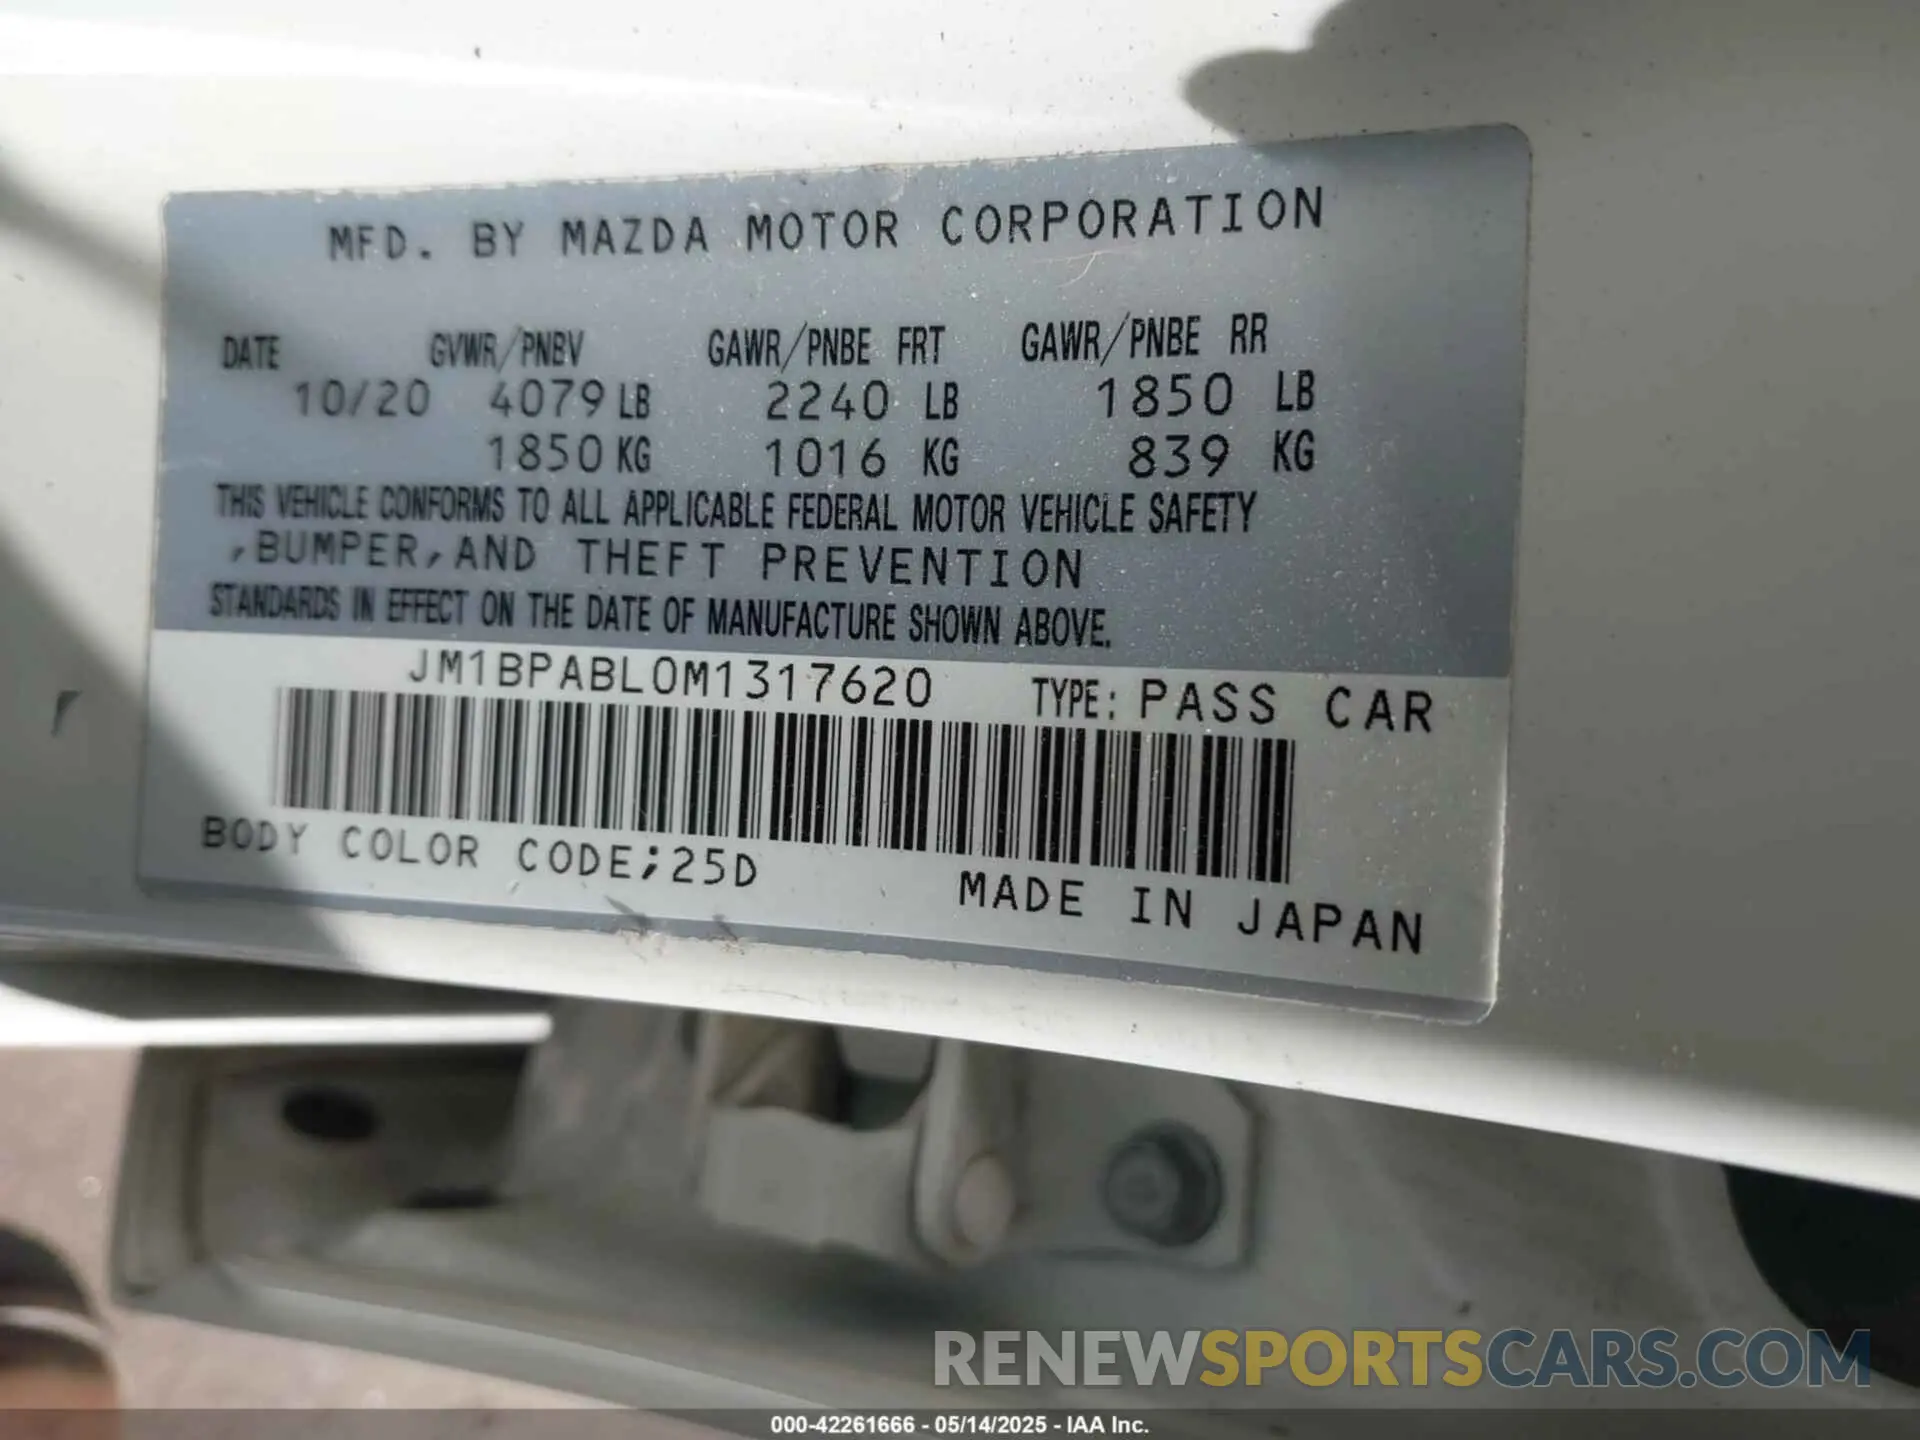 MFD. BY MAZDA MOTOR CORPORATION
DATE GVWR/PNBV GAWR/PNBE FRT GAWR/PNBE RR
10/20 4079 LB 2240 LB 1850 LB
1850 KG 1016 KG 839 KG
THIS VEHICLE CONFORMS TO ALL APPLICABLE FEDERAL MOTOR VEHICLE SAFETY
,BUMPER,AND THEFT PREVENTION
STANDARDS IN EFFECT ON THE DATE OF MANUFACTURE SHOWN ABOVE.
JM1BPABL0M1317620 TYPE: PASS CAR
BODY COLOR CODE;25D
MADE IN JAPAN
RENEWSPORTSCARS.COM
000-42261666 - 05/14/2025 - IAA Inc.